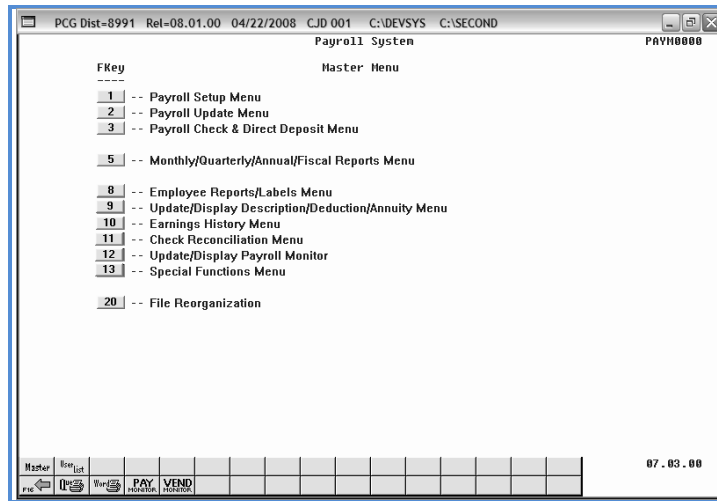 PCG Dist=8991 Rel=08.01.00 04/22/2008 CJD 001 C:\DEVSYS C:\SECOND
Payroll System PAYM0000
FKey Master Menu
----
1 -- Payroll Setup Menu
2 -- Payroll Update Menu
3 -- Payroll Check & Direct Deposit Menu
5 -- Monthly/Quarterly/Annual/Fiscal Reports Menu
8 -- Employee Reports/Labels Menu
9 -- Update/Display Description/Deduction/Annuity Menu
10 -- Earnings History Menu
11 -- Check Reconciliation Menu
12 -- Update/Display Payroll Monitor
13 -- Special Functions Menu
20 -- File Reorganization
Master User List 07.03.00
F16 Que Word PAY MONITOR VEND MONITOR